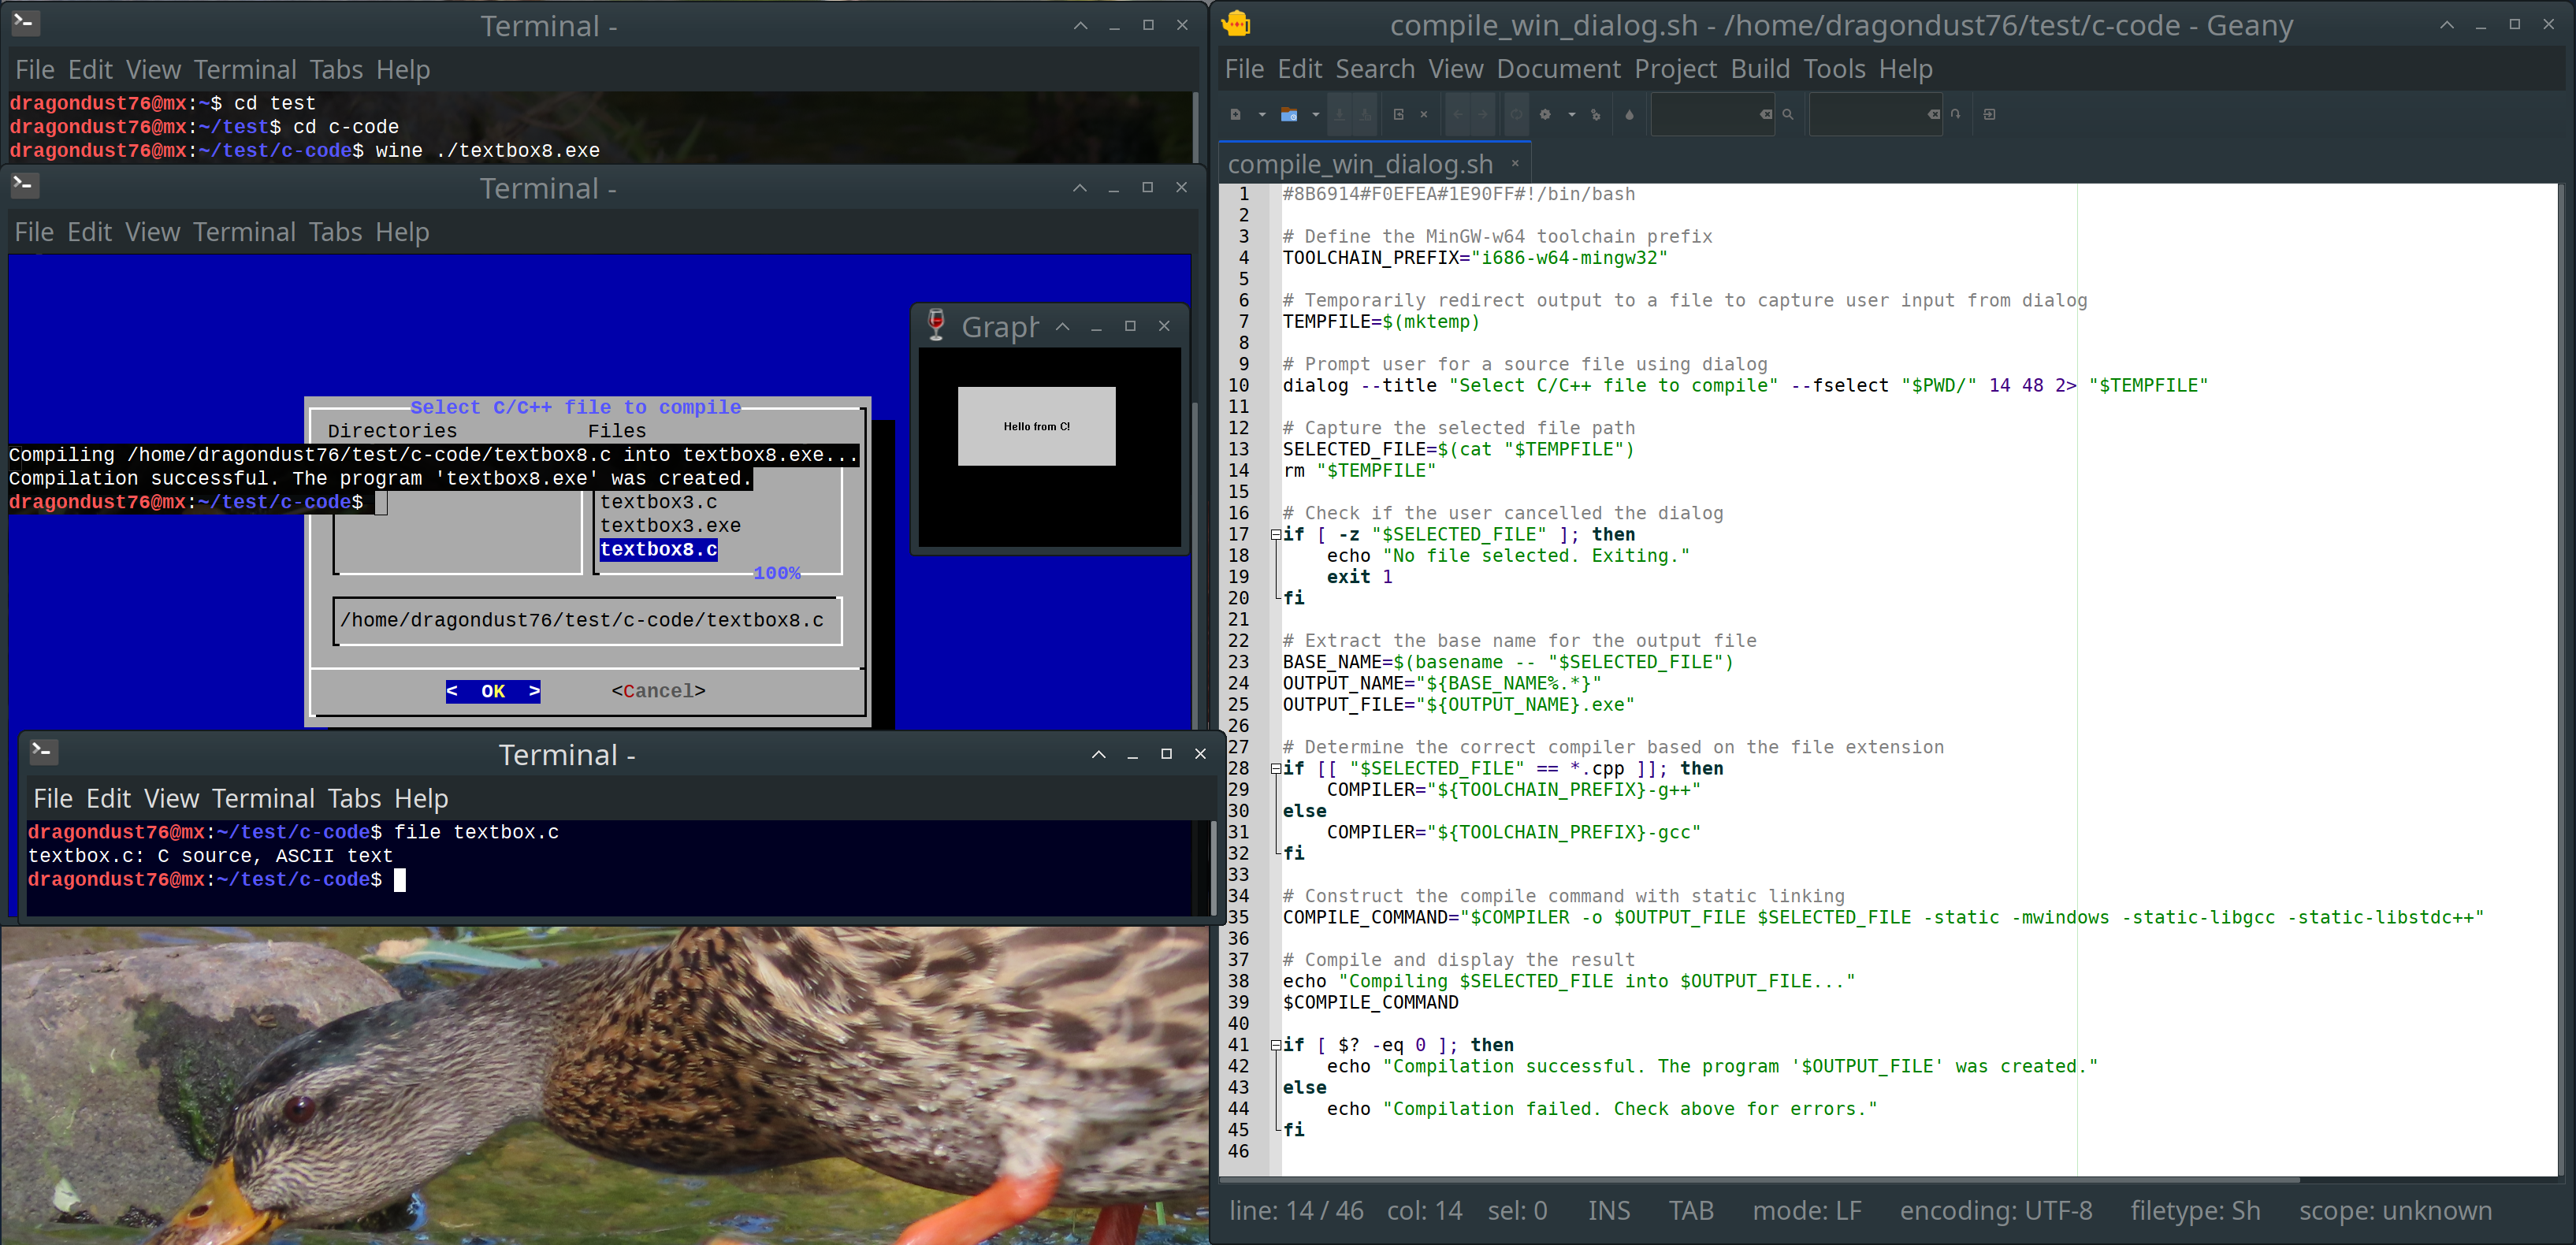 Terminal -
File Edit View Terminal Tabs Help
dragondust76@mx:~$ cd test
dragondust76@mx:~/test$ cd c-code
dragondust76@mx:~/test/c-code$ wine ./textbox8.exe
Terminal -
File Edit View Terminal Tabs Help
Select C/C++ file to compile
Directories Files
Compiling /home/dragondust76/test/c-code/textbox8.c into textbox8.exe...
Compilation successful. The program 'textbox8.exe' was created.
dragondust76@mx:~/test/c-code$
textbox3.c
textbox3.exe
textbox8.c
100%
/home/dragondust76/test/c-code/textbox8.c
< OK > <Cancel>
Graph
Hello from C!
Terminal -
File Edit View Terminal Tabs Help
dragondust76@mx:~/test/c-code$ file textbox.c
textbox.c: C source, ASCII text
dragondust76@mx:~/test/c-code$
compile_win_dialog.sh - /home/dragondust76/test/c-code - Geany
File Edit Search View Document Project Build Tools Help
compile_win_dialog.sh
1 #8B6914#F0EFEA#1E90FF#!/bin/bash
2
3 # Define the MinGW-w64 toolchain prefix
4 TOOLCHAIN_PREFIX="i686-w64-mingw32"
5
6 # Temporarily redirect output to a file to capture user input from dialog
7 TEMPFILE=$(mktemp)
8
9 # Prompt user for a source file using dialog
10 dialog --title "Select C/C++ file to compile" --fselect "$PWD/" 14 48 2> "$TEMPFILE"
11
12 # Capture the selected file path
13 SELECTED_FILE=$(cat "$TEMPFILE")
14 rm "$TEMPFILE"
15
16 # Check if the user cancelled the dialog
17 if [ -z "$SELECTED_FILE" ]; then
18     echo "No file selected. Exiting."
19     exit 1
20 fi
21
22 # Extract the base name for the output file
23 BASE_NAME=$(basename -- "$SELECTED_FILE")
24 OUTPUT_NAME="${BASE_NAME%.*}"
25 OUTPUT_FILE="${OUTPUT_NAME}.exe"
26
27 # Determine the correct compiler based on the file extension
28 if [[ "$SELECTED_FILE" == *.cpp ]]; then
29     COMPILER="${TOOLCHAIN_PREFIX}-g++"
30 else
31     COMPILER="${TOOLCHAIN_PREFIX}-gcc"
32 fi
33
34 # Construct the compile command with static linking
35 COMPILE_COMMAND="$COMPILER -o $OUTPUT_FILE $SELECTED_FILE -static -mwindows -static-libgcc -static-libstdc++"
36
37 # Compile and display the result
38 echo "Compiling $SELECTED_FILE into $OUTPUT_FILE..."
39 $COMPILE_COMMAND
40
41 if [ $? -eq 0 ]; then
42     echo "Compilation successful. The program '$OUTPUT_FILE' was created."
43 else
44     echo "Compilation failed. Check above for errors."
45 fi
46
line: 14 / 46 col: 14 sel: 0 INS TAB mode: LF encoding: UTF-8 filetype: Sh scope: unknown